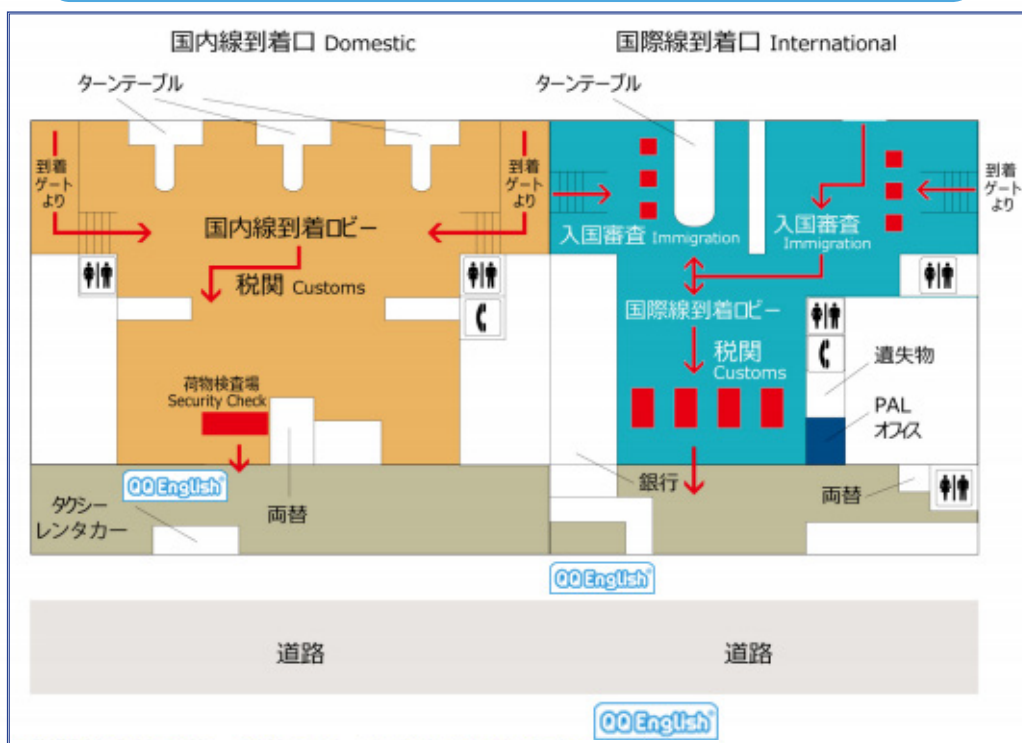 国内線到着口 Domestic
国際線到着口 International
ターンテーブル
ターンテーブル
到着
ゲート
より
到着
ゲート
より
到着
ゲート
より
国内線到着ロビー
税関 Customs
入国審査 Immigration
入国審査
Immigration
国際線到着ロビー
税関
Customs
遺失物
PAL
オフィス
荷物検査場
Security Check
QQEnglish
タクシー
レンタカー
両替
銀行
両替
QQEnglish
道路
道路
QQEnglish